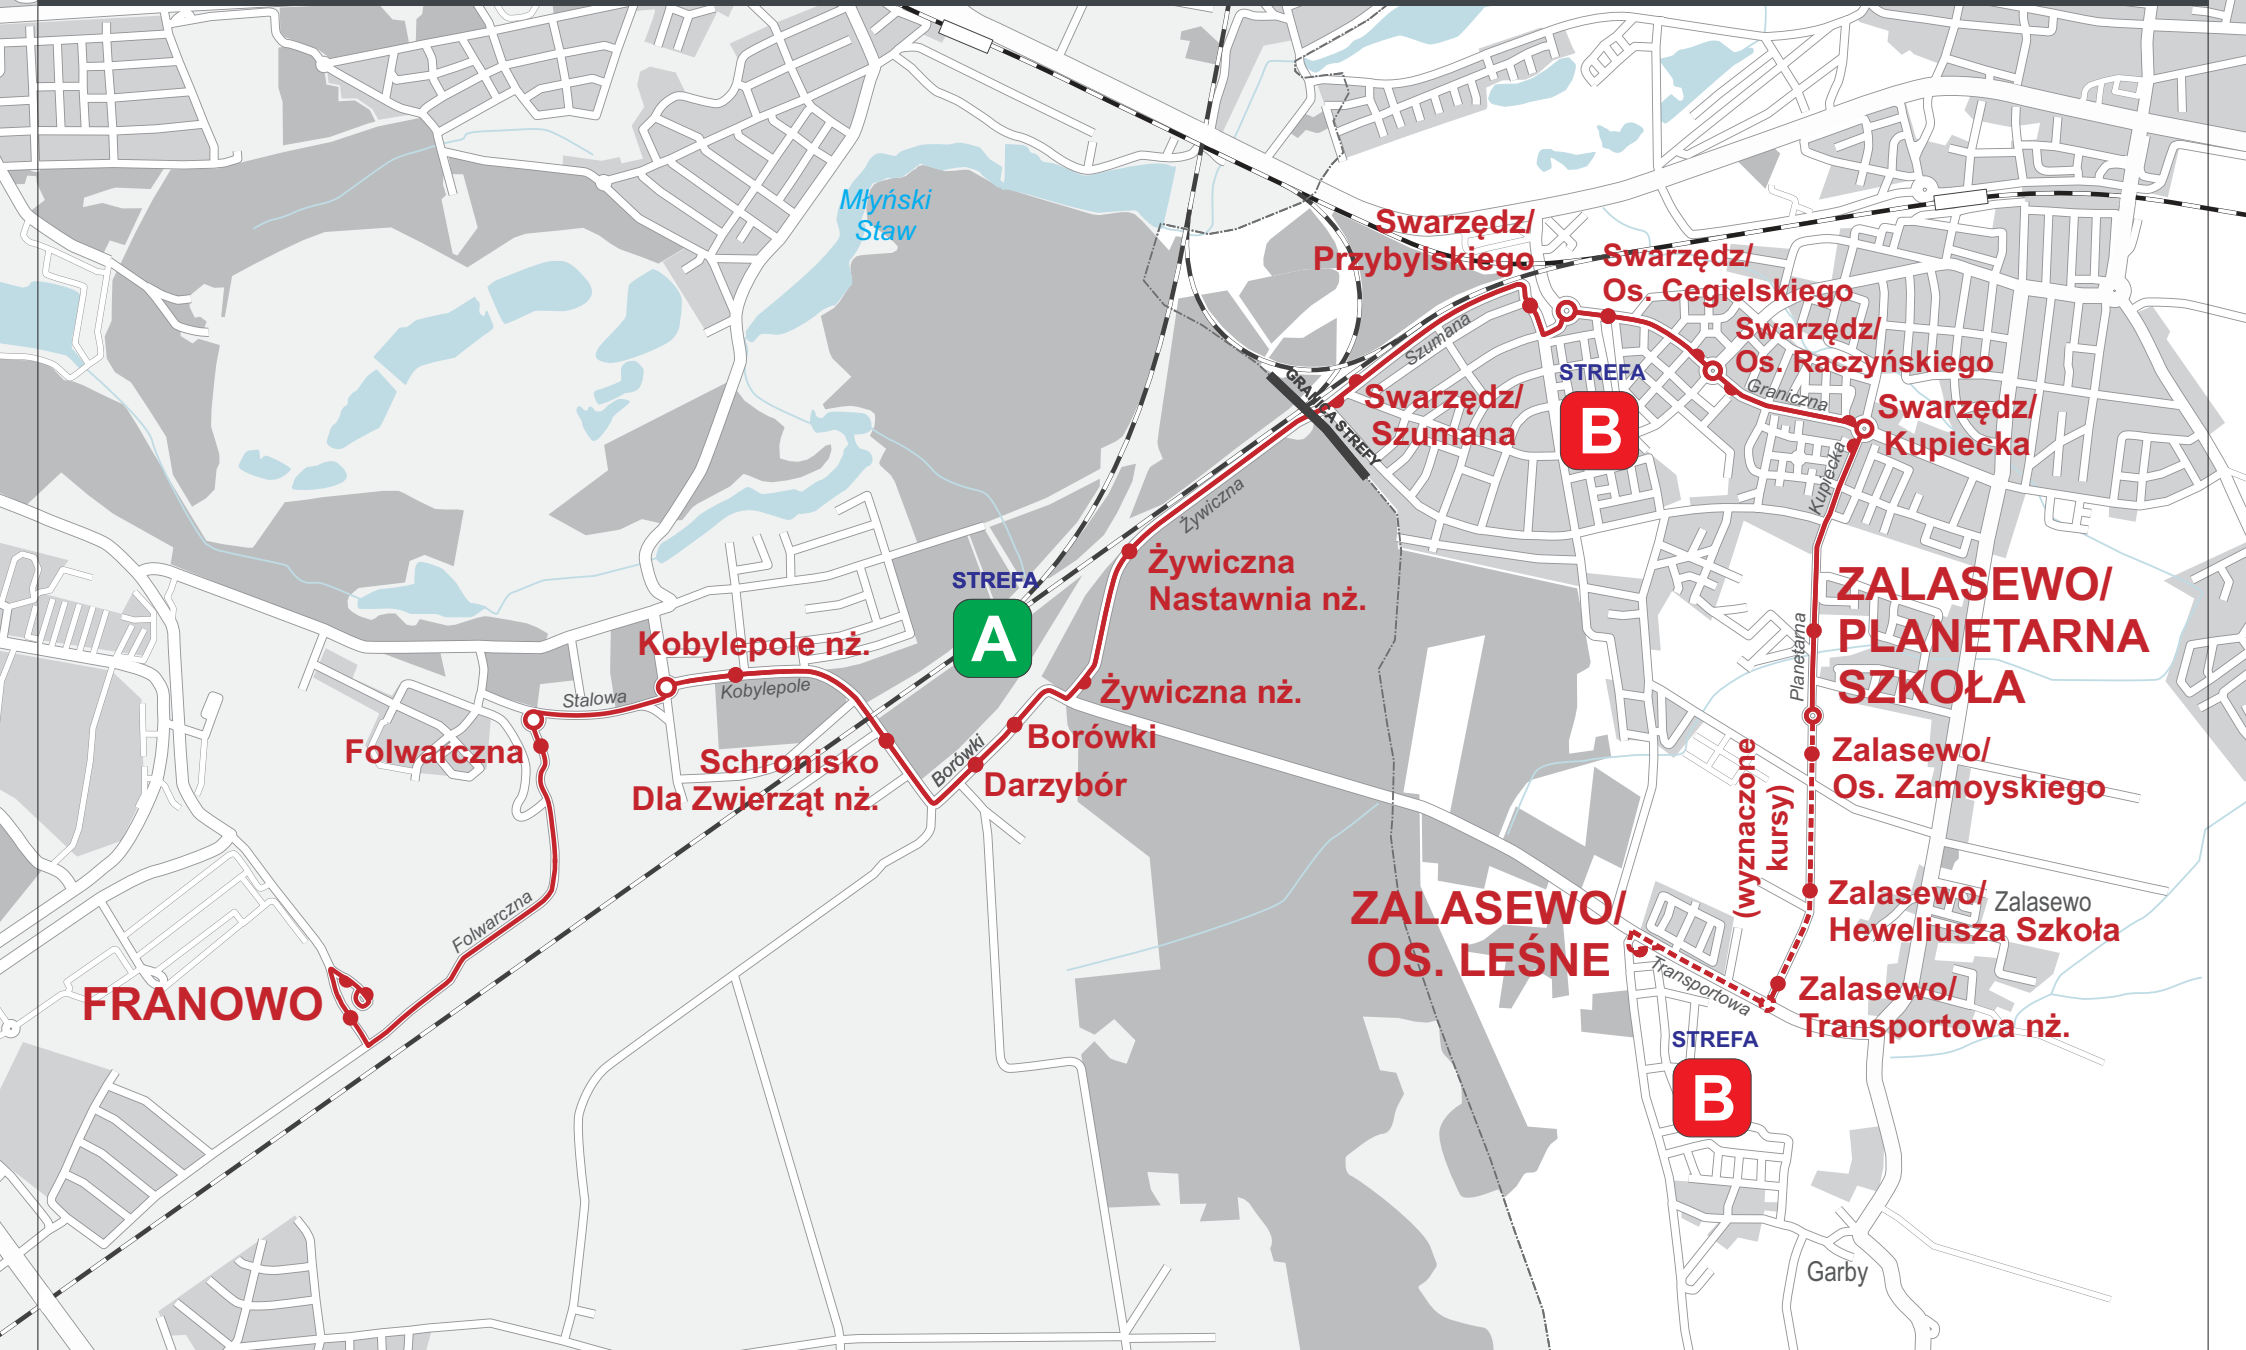 Młyński
Staw
Swarzędz/
Przybylskiego
Swarzędz/
Os. Cegielskiego
Swarzędz/
Os. Raczyńskiego
Szumana
STREFA
B
Graniczna
GRANICA STREFY
Swarzędz/
Szumana
Swarzędz/
Kupiecka
Kupiecka
Żywiczna
Żywiczna
Nastawnia nż.
STREFA
A
ZALASEWO/
PLANETARNA
SZKOŁA
Planetarna
Kobylepole nż.
Kobylepole
Stalowa
Żywiczna nż.
Borówki
Borówki
Darzybór
Folwarczna
Schronisko
Dla Zwierząt nż.
Zalasewo/
Os. Zamoyskiego
(wyznaczone
kursy)
Folwarczna
ZALASEWO/
OS. LEŚNE
Zalasewo/
Heweliusza Szkoła
Zalasewo
FRANOWO
Transportowa
Zalasewo/
Transportowa nż.
STREFA
B
Garby